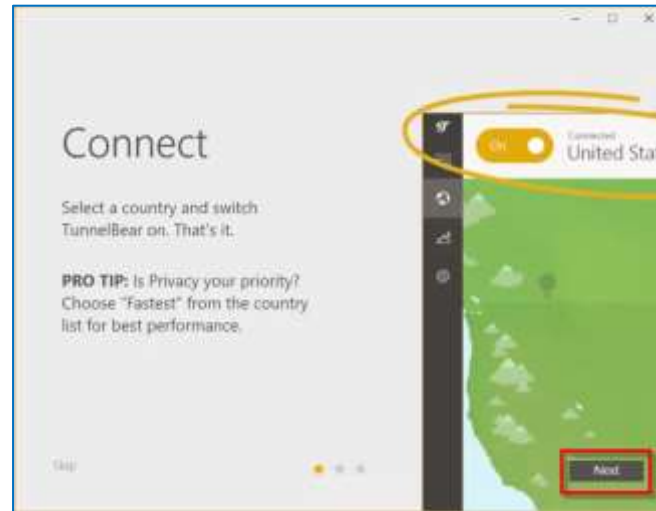 Connected
On
United Sta
Connect
Select a country and switch
TunnelBear on. That's it.
PRO TIP: Is Privacy your priority?
Choose "Fastest" from the country
list for best performance.
Skip
Next